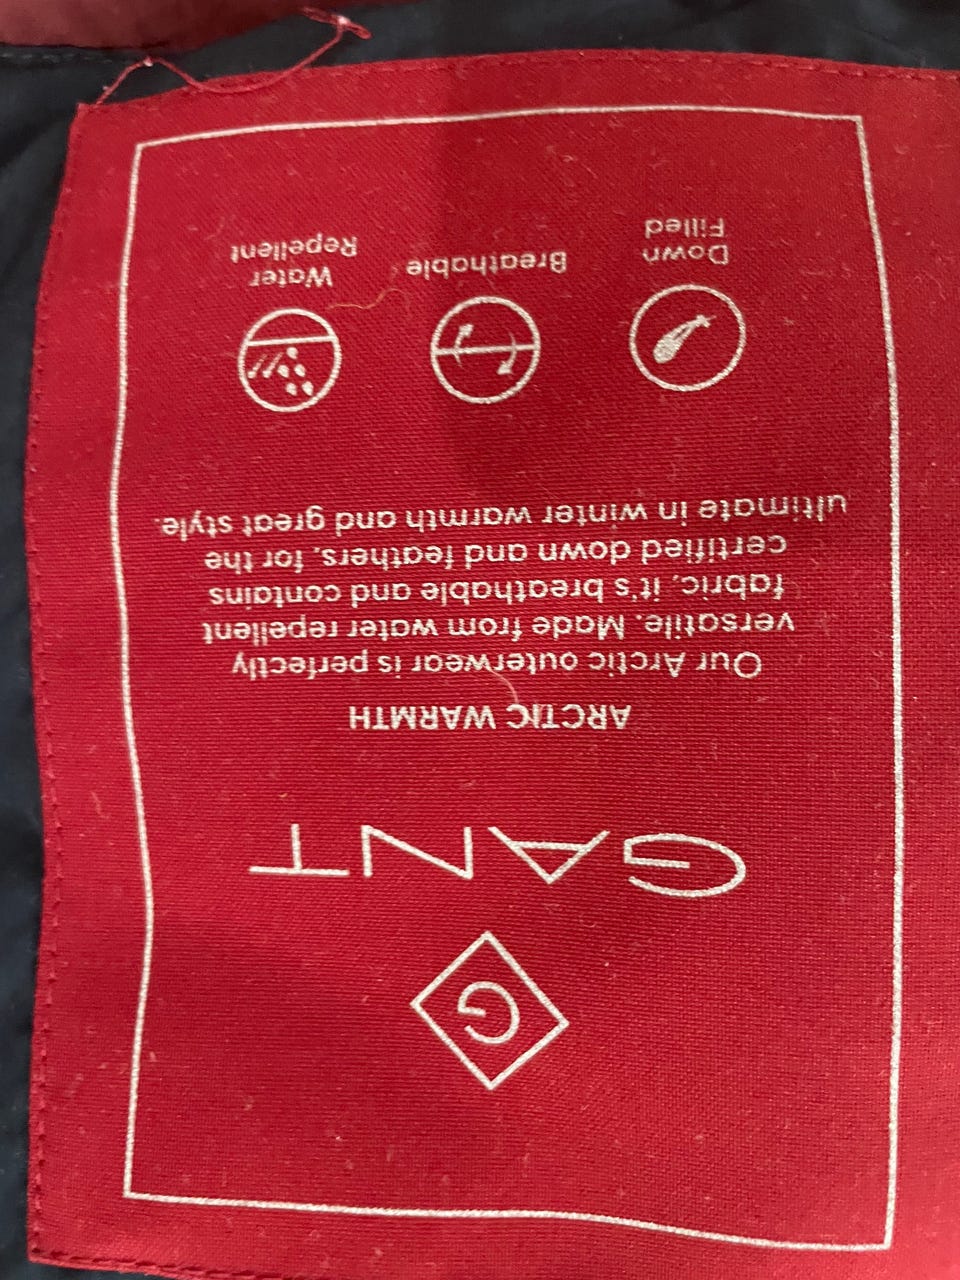 G
GANT
ARCTIC WARMTH
Our Arctic outerwear is perfectly
versatile. Made from water repellent
fabric, it's breathable and contains
certified down and feathers, for the
ultimate in winter warmth and great style.
Down
Filled
Breathable
Water
Repellent